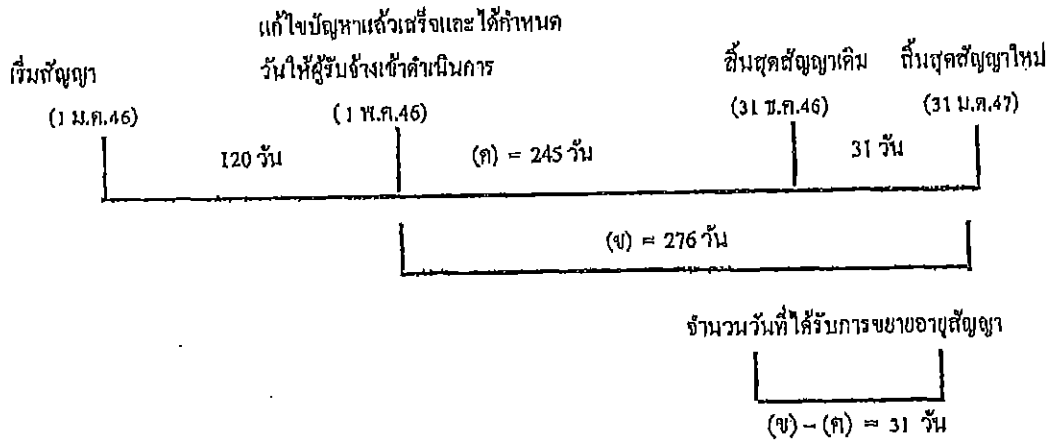 แก้ไขปัญหาแล้วเสร็จและได้กำหนด
วันให้ผู้รับจ้างเข้าดำเนินการ
เริ่มสัญญา
สิ้นสุดสัญญาเดิม
สิ้นสุดสัญญาใหม่
(1 ม.ค.46)
(1 พ.ค.46)
(31 ธ.ค.46)
(31 ม.ค.47)
120 วัน
(ค) = 245 วัน
31 วัน
(ข) = 276 วัน
จำนวนวันที่ได้รับการขยายอายุสัญญา
(ข) – (ค) = 31 วัน